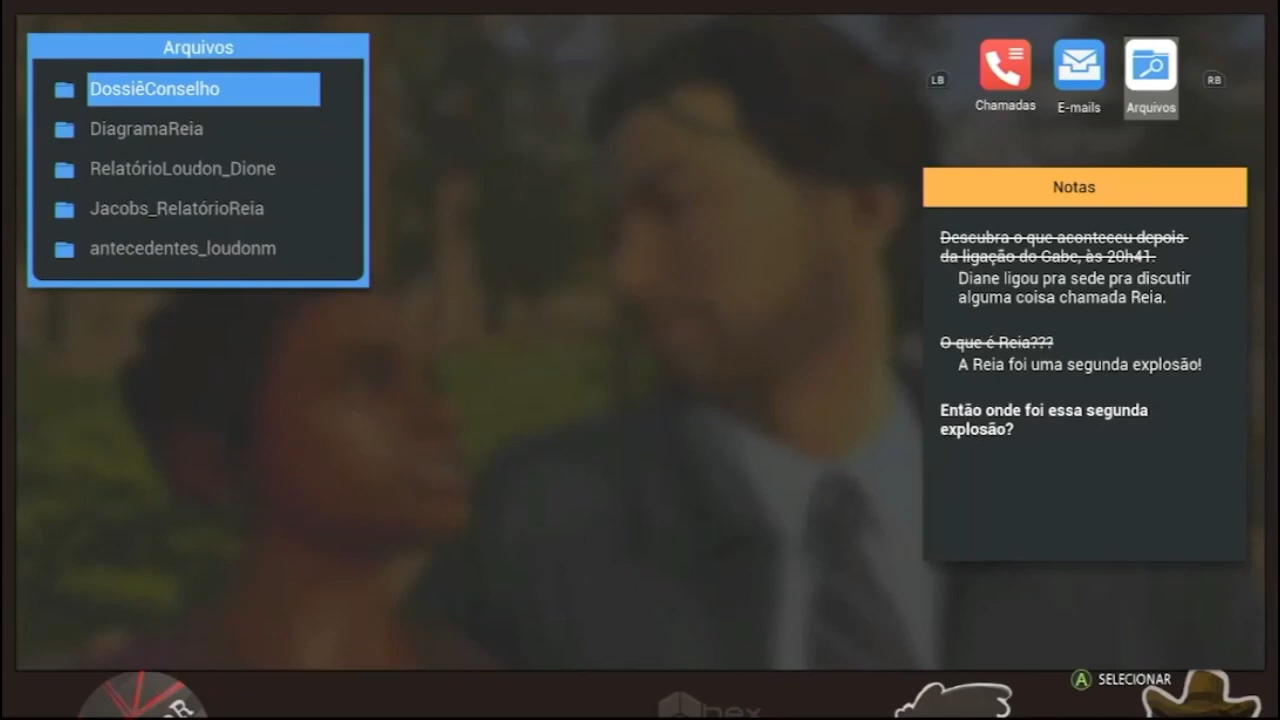 Arquivos
DossiêConselho
DiagramaReia
RelatórioLoudon_Dione
Jacobs_RelatórioReia
antecedentes_loudonm
LB
Chamadas
E-mails
Arquivos
RB
Notas
Descubra o que aconteceu depois
da ligação do Gabe, às 20h41.
Diane ligou pra sede pra discutir
alguma coisa chamada Reia.
O que é Reia???
A Reia foi uma segunda explosão!
Então onde foi essa segunda
explosão?
A SELECIONAR